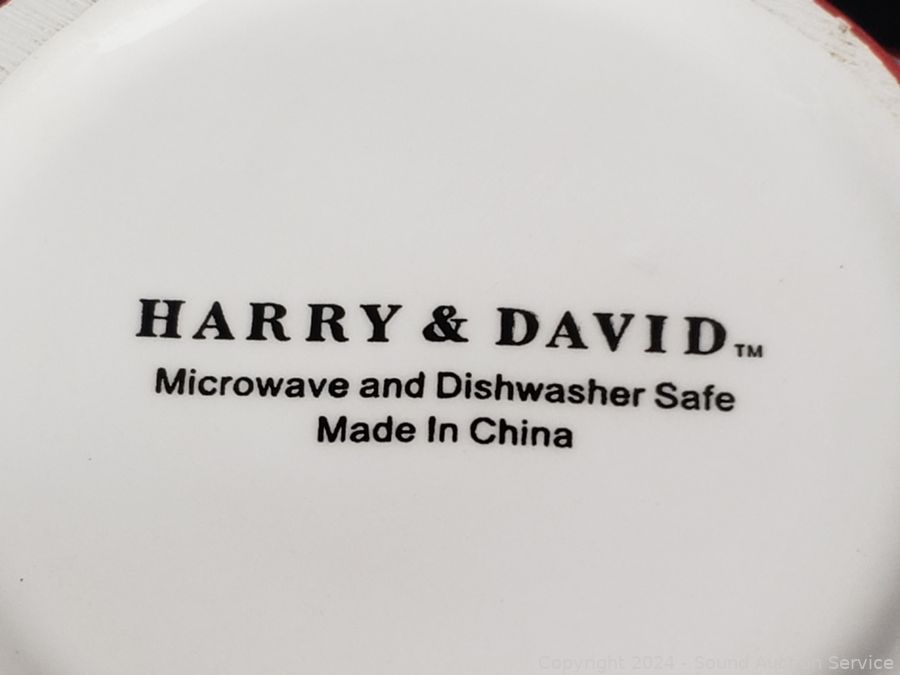 HARRY & DAVID™
Microwave and Dishwasher Safe
Made In China
Copyright 2024 - Sound Auction Service